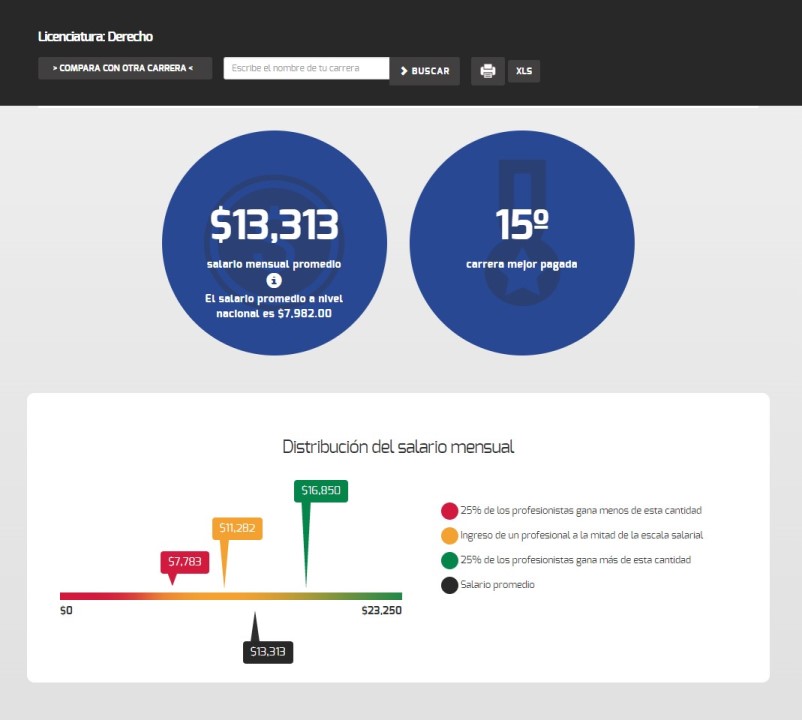 Licenciatura: Derecho
> COMPARA CON OTRA CARRERA <
Escribe el nombre de tu carrera
BUSCAR
XLS
$13,313
salario mensual promedio
i
El salario promedio a nivel
nacional es $7,982.00
15º
carrera mejor pagada
Distribución del salario mensual
$16,850
$11,282
$7,783
$0
$23,250
$13,313
25% de los profesionistas gana menos de esta cantidad
Ingreso de un profesional a la mitad de la escala salarial
25% de los profesionistas gana más de esta cantidad
Salario promedio